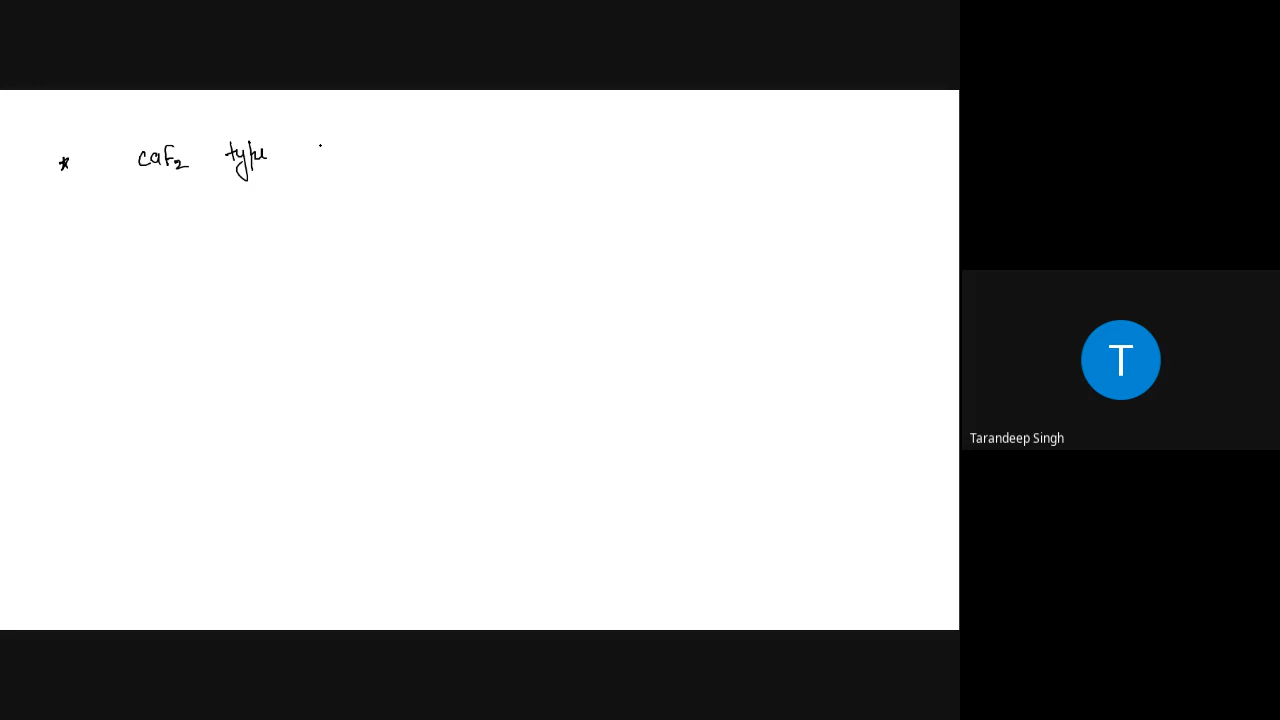 * CaF₂ type
T
Tarandeep Singh